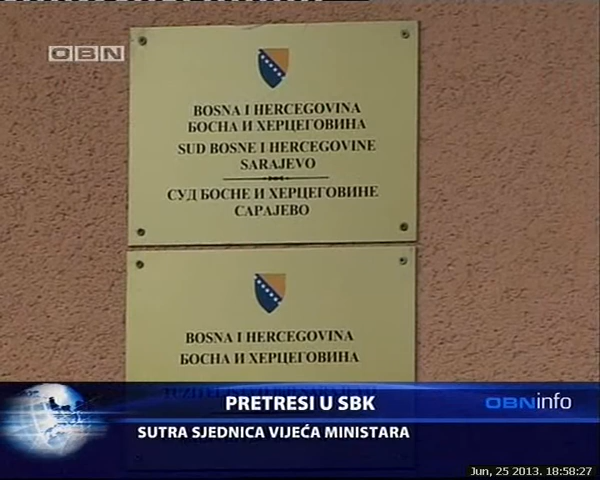 OBN
BOSNA I HERCEGOVINA
БОСНА И ХЕРЦЕГОВИНА
SUD BOSNE I HERCEGOVINE
SARAJEVO
СУД БОСНЕ И ХЕРЦЕГОВИНЕ
САРАЈЕВО
BOSNA I HERCEGOVINA
БОСНА И ХЕРЦЕГОВИНА
PRETRESI U SBK
OBNinfo
SUTRA SJEDNICA VIJEĆA MINISTARA
Jun, 25 2013. 18:58:27